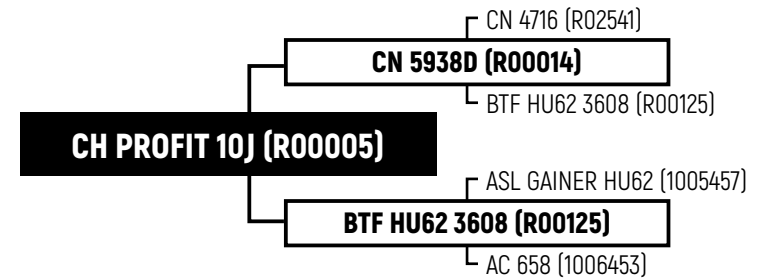 CN 4716 (R02541)
CN 5938D (R00014)
BTF HU62 3608 (R00125)
CH PROFIT 10J (R00005)
ASL GAINER HU62 (1005457)
BTF HU62 3608 (R00125)
AC 658 (1006453)